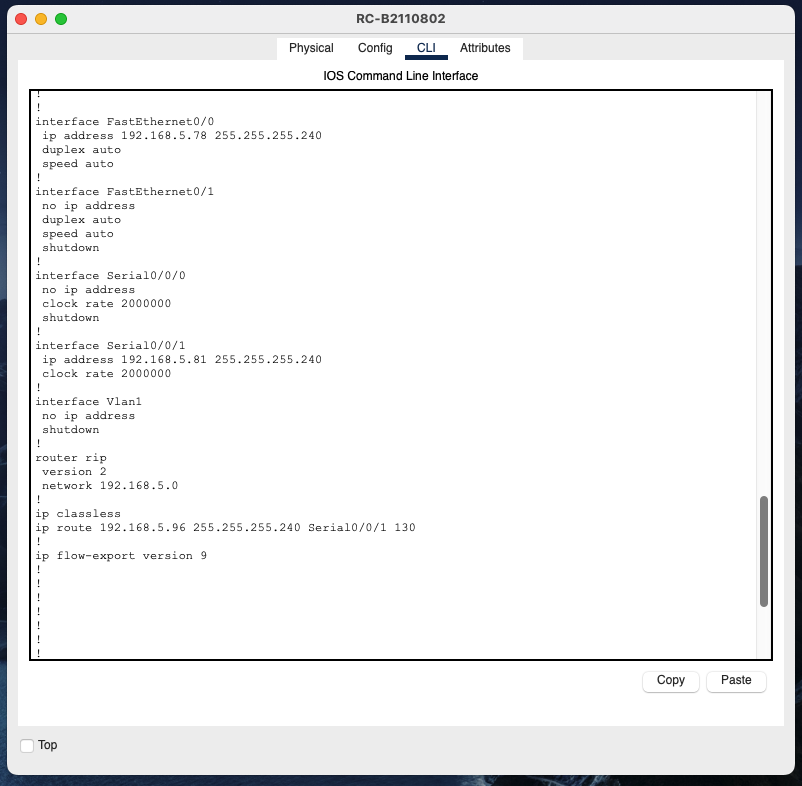 RC-B2110802
Physical Config CLI Attributes
IOS Command Line Interface
!
!
interface FastEthernet0/0
 ip address 192.168.5.78 255.255.255.240
 duplex auto
 speed auto
!
interface FastEthernet0/1
 no ip address
 duplex auto
 speed auto
 shutdown
!
interface Serial0/0/0
 no ip address
 clock rate 2000000
 shutdown
!
interface Serial0/0/1
 ip address 192.168.5.81 255.255.255.240
 clock rate 2000000
!
interface Vlan1
 no ip address
 shutdown
!
router rip
 version 2
 network 192.168.5.0
!
ip classless
ip route 192.168.5.96 255.255.255.240 Serial0/0/1 130
!
ip flow-export version 9
!
!
!
!
!
!
!
Copy Paste
Top